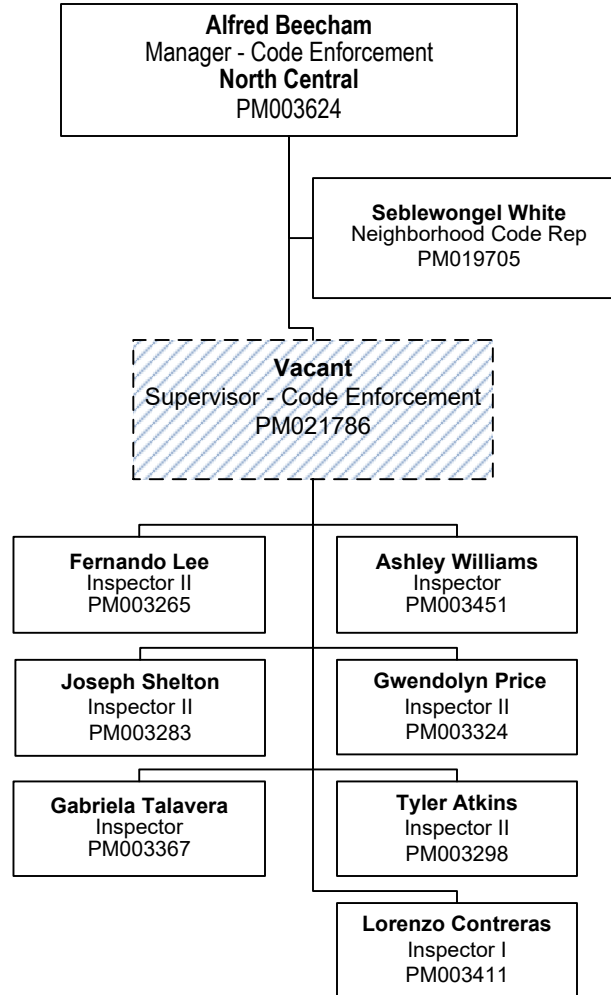 Alfred Beecham
Manager - Code Enforcement
North Central
PM003624
Seblewongel White
Neighborhood Code Rep
PM019705
Vacant
Supervisor - Code Enforcement
PM021786
Fernando Lee
Inspector II
PM003265
Ashley Williams
Inspector
PM003451
Joseph Shelton
Inspector II
PM003283
Gwendolyn Price
Inspector II
PM003324
Gabriela Talavera
Inspector
PM003367
Tyler Atkins
Inspector II
PM003298
Lorenzo Contreras
Inspector I
PM003411